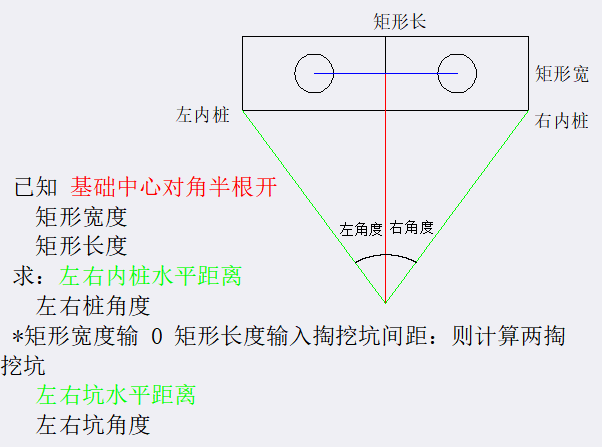 矩形长
矩形宽
左内桩
右内桩
左角度 右角度
已知 基础中心对角半根开
矩形宽度
矩形长度
求：左右内桩水平距离
左右桩角度
*矩形宽度输 0 矩形长度输入掏挖坑间距：则计算两掏
挖坑
左右坑水平距离
左右坑角度